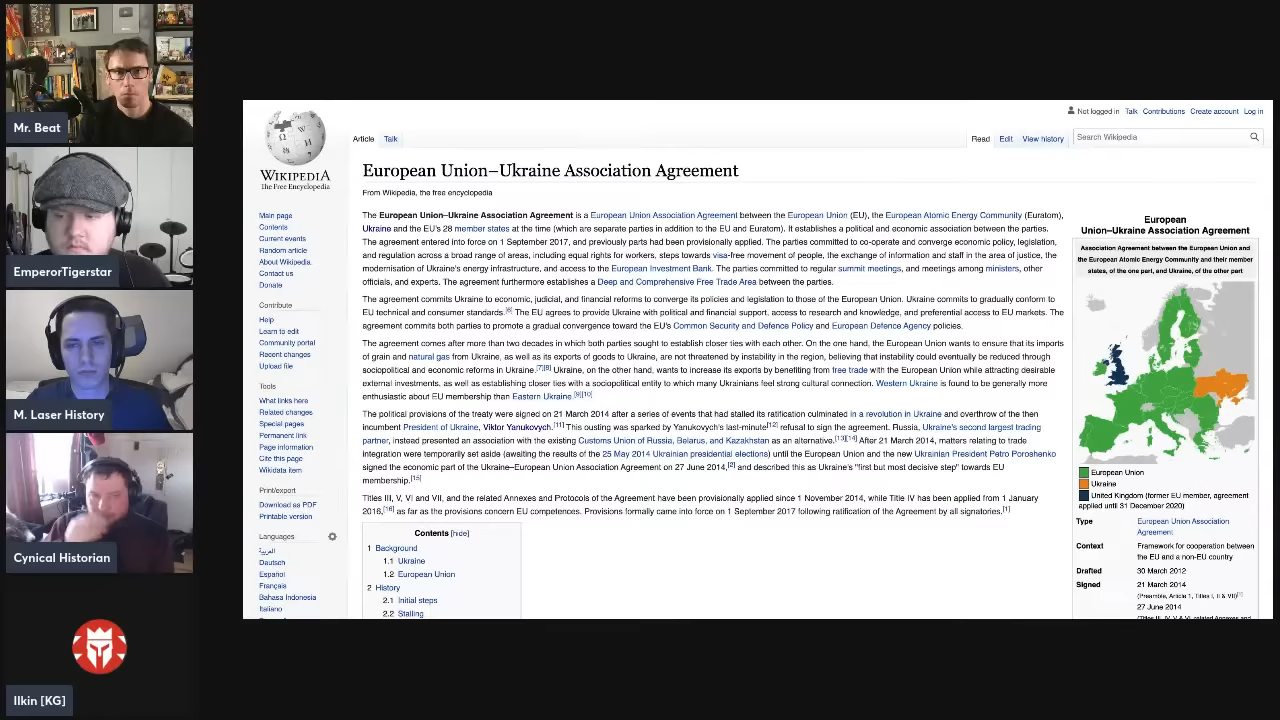 Mr. Beat
EmperorTigerstar
M. Laser History
Cynical Historian
Ilkin [KG]
WIKIPEDIA
The Free Encyclopedia
Main page
Contents
Current events
Random article
About Wikipedia
Contact us
Donate
Contribute
Help
Learn to edit
Community portal
Recent changes
Upload file
Tools
What links here
Related changes
Special pages
Permanent link
Page information
Cite this page
Wikidata item
Print/export
Download as PDF
Printable version
Languages
العربية
Deutsch
Español
Français
Bahasa Indonesia
Italiano
Not logged in Talk Contributions Create account Log in
Article Talk Read Edit View history Search Wikipedia
European Union–Ukraine Association Agreement
From Wikipedia, the free encyclopedia
The European Union–Ukraine Association Agreement is a European Union Association Agreement between the European Union (EU), the European Atomic Energy Community (Euratom),
Ukraine and the EU's 28 member states at the time (which are separate parties in addition to the EU and Euratom). It establishes a political and economic association between the parties.
The agreement entered into force on 1 September 2017, and previously parts had been provisionally applied. The parties committed to co-operate and converge economic policy, legislation,
and regulation across a broad range of areas, including equal rights for workers, steps towards visa-free movement of people, the exchange of information and staff in the area of justice, the
modernisation of Ukraine's energy infrastructure, and access to the European Investment Bank. The parties committed to regular summit meetings, and meetings among ministers, other
officials, and experts. The agreement furthermore establishes a Deep and Comprehensive Free Trade Area between the parties.
The agreement commits Ukraine to economic, judicial, and financial reforms to converge its policies and legislation to those of the European Union. Ukraine commits to gradually conform to
EU technical and consumer standards.[6] The EU agrees to provide Ukraine with political and financial support, access to research and knowledge, and preferential access to EU markets. The
agreement commits both parties to promote a gradual convergence toward the EU's Common Security and Defence Policy and European Defence Agency policies.
The agreement comes after more than two decades in which both parties sought to establish closer ties with each other. On the one hand, the European Union wants to ensure that its imports
of grain and natural gas from Ukraine, as well as its exports of goods to Ukraine, are not threatened by instability in the region, believing that instability could eventually be reduced through
sociopolitical and economic reforms in Ukraine.[7][8] Ukraine, on the other hand, wants to increase its exports by benefiting from free trade with the European Union while attracting desirable
external investments, as well as establishing closer ties with a sociopolitical entity to which many Ukrainians feel strong cultural connection. Western Ukraine is found to be generally more
enthusiastic about EU membership than Eastern Ukraine.[9][10]
The political provisions of the treaty were signed on 21 March 2014 after a series of events that had stalled its ratification culminated in a revolution in Ukraine and overthrow of the then
incumbent President of Ukraine, Viktor Yanukovych.[11] This ousting was sparked by Yanukovych's last-minute[12] refusal to sign the agreement. Russia, Ukraine's second largest trading
partner, instead presented an association with the existing Customs Union of Russia, Belarus, and Kazakhstan as an alternative.[13][14] After 21 March 2014, matters relating to trade
integration were temporarily set aside (awaiting the results of the 25 May 2014 Ukrainian presidential elections) until the European Union and the new Ukrainian President Petro Poroshenko
signed the economic part of the Ukraine–European Union Association Agreement on 27 June 2014,[2] and described this as Ukraine's "first but most decisive step" towards EU
membership.[15]
Titles III, V, VI and VII, and the related Annexes and Protocols of the Agreement have been provisionally applied since 1 November 2014, while Title IV has been applied from 1 January
2016,[16] as far as the provisions concern EU competences. Provisions formally came into force on 1 September 2017 following ratification of the Agreement by all signatories.[1]
Contents [hide]
1 Background
1.1 Ukraine
1.2 European Union
2 History
2.1 Initial steps
2.2 Stalling
European
Union–Ukraine Association Agreement
Association Agreement between the European Union and
the European Atomic Energy Community and their member
states, of the one part, and Ukraine, of the other part
European Union
Ukraine
United Kingdom (former EU member, agreement
applied until 31 December 2020)
Type European Union Association
Agreement
Context Framework for cooperation between
the EU and a non-EU country
Drafted 30 March 2012
Signed 21 March 2014
(Preamble, Article 1, Titles I, II & VII)[1]
27 June 2014